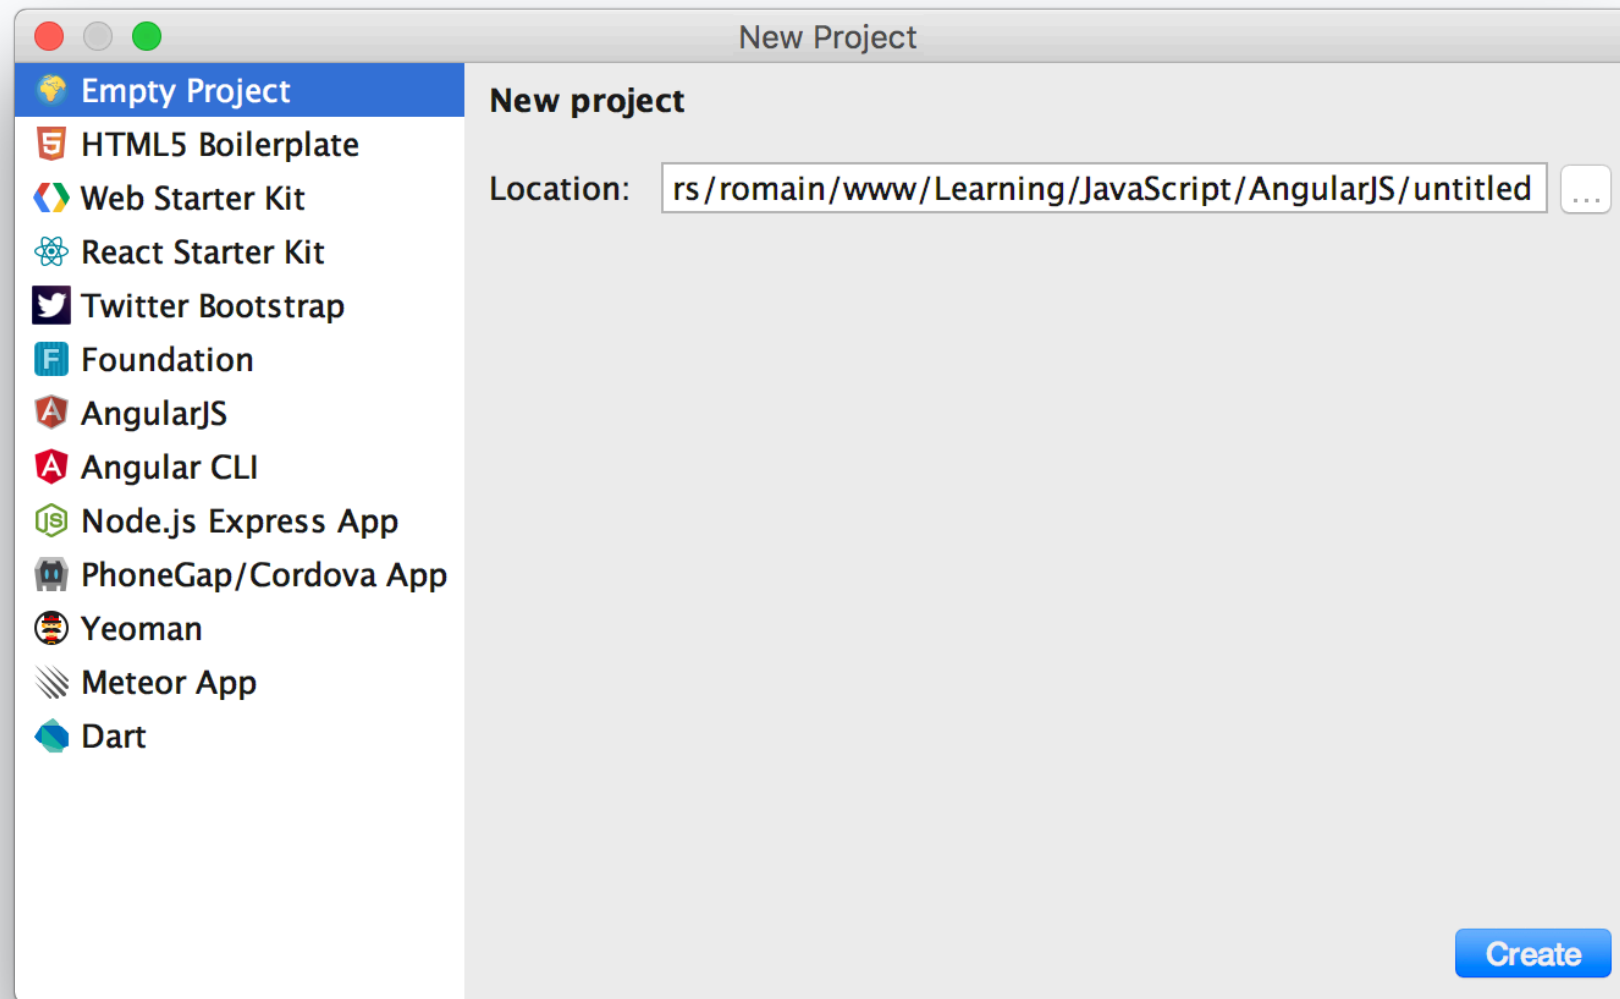 New Project
Empty Project
HTML5 Boilerplate
Web Starter Kit
React Starter Kit
Twitter Bootstrap
Foundation
AngularJS
Angular CLI
Node.js Express App
PhoneGap/Cordova App
Yeoman
Meteor App
Dart
New project
Location: rs/romain/www/Learning/JavaScript/AngularJS/untitled ...
Create